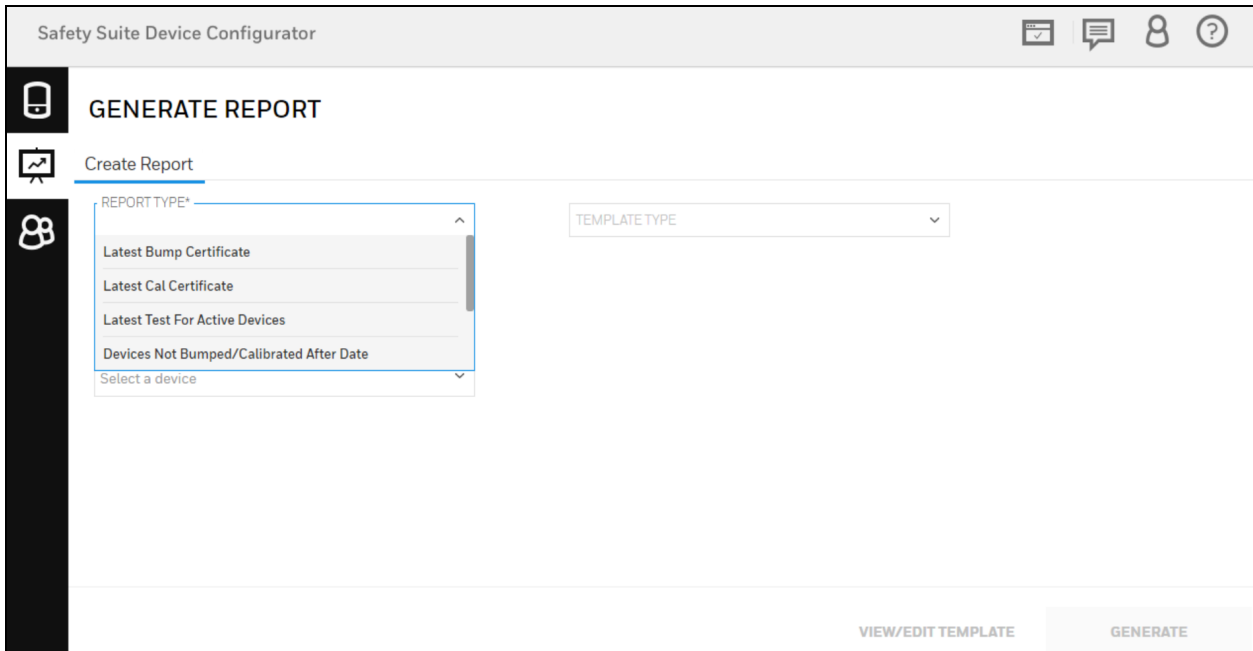 Safety Suite Device Configurator
GENERATE REPORT
Create Report
REPORT TYPE*
TEMPLATE TYPE
Latest Bump Certificate
Latest Cal Certificate
Latest Test For Active Devices
Devices Not Bumped/Calibrated After Date
Select a device
VIEW/EDIT TEMPLATE GENERATE